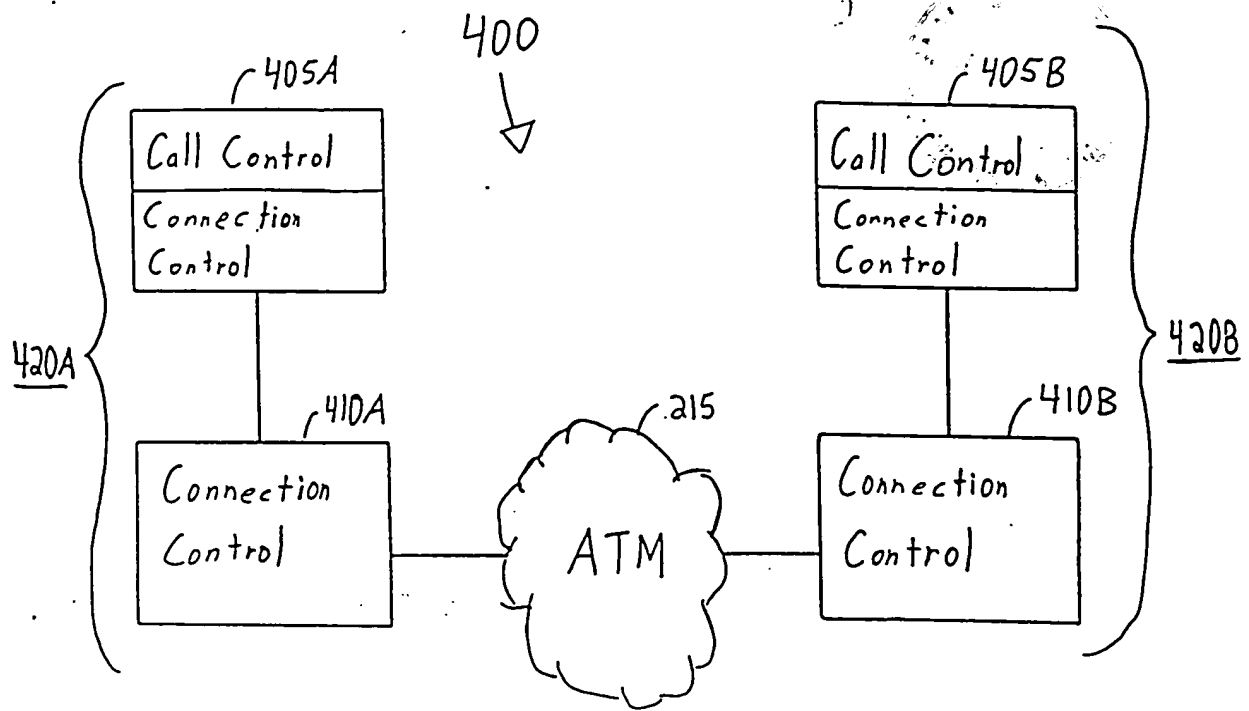 400
405A
405B
Call Control
Call Control
Connection
Control
Connection
Control
420A
420B
410A
215
410B
Connection
Control
ATM
Connection
Control